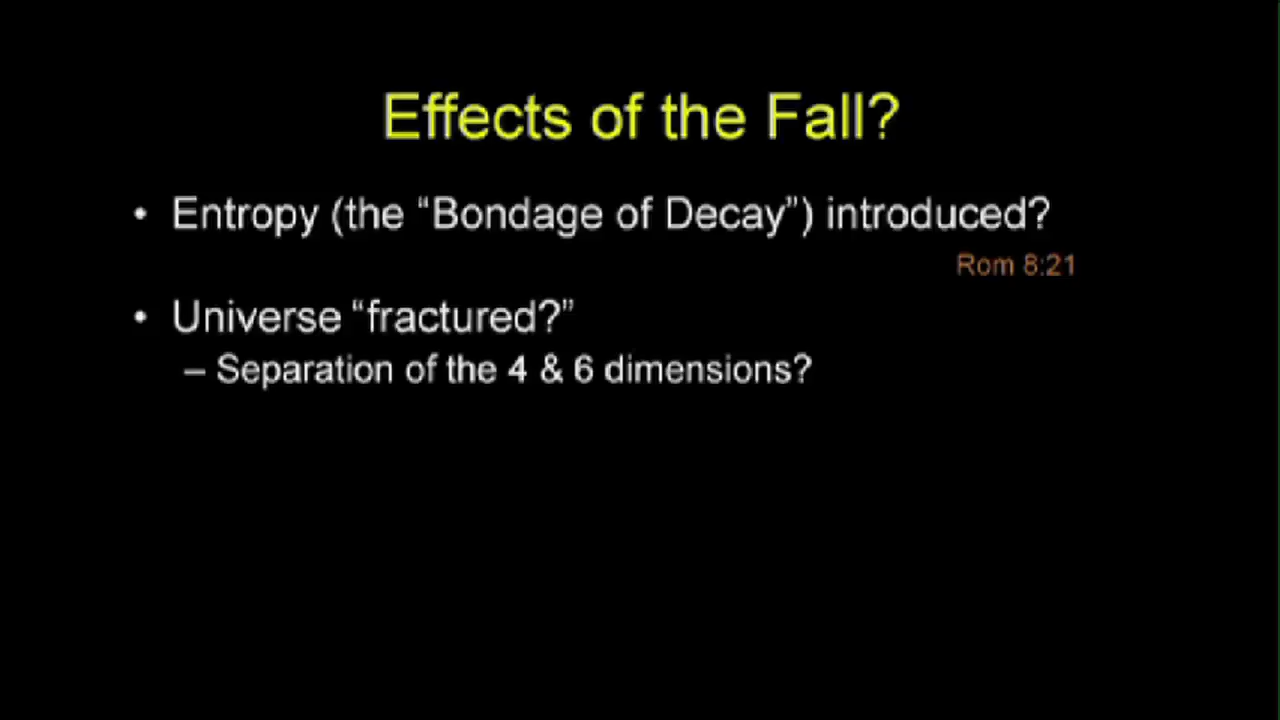 Effects of the Fall?
• Entropy (the “Bondage of Decay”) introduced?
Rom 8:21
• Universe “fractured?”
– Separation of the 4 & 6 dimensions?